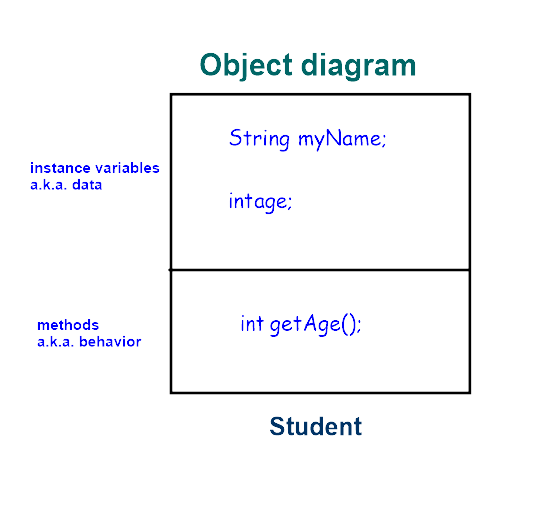 Object diagram
String myName;
instance variables
a.k.a. data
intage;
int getAge();
methods
a.k.a. behavior
Student